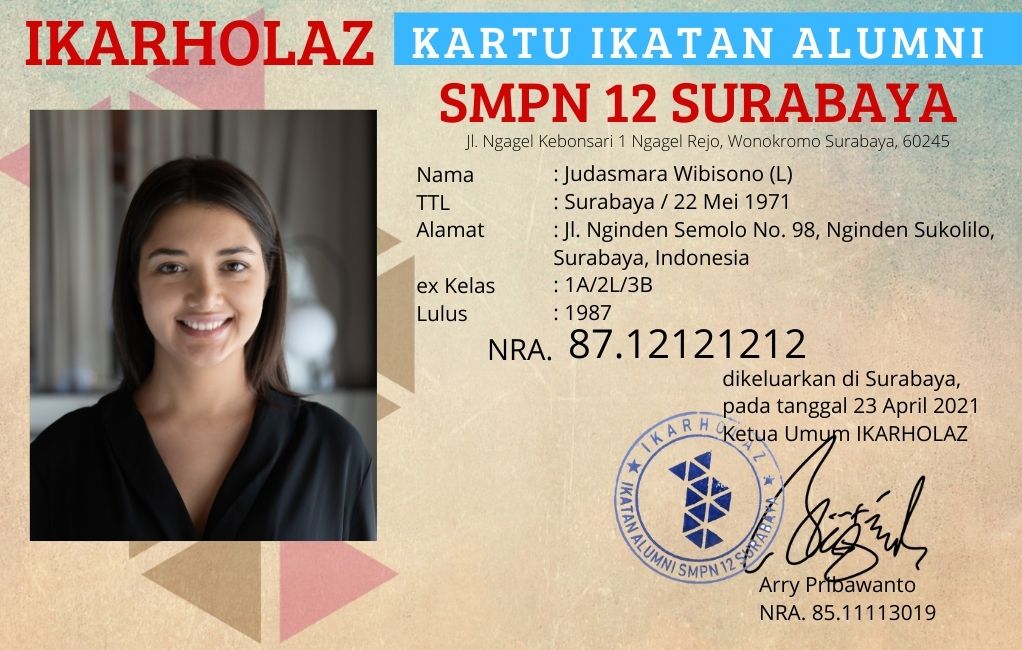 IKARHOLAZ
KARTU IKATAN ALUMNI
SMPN 12 SURABAYA
Jl. Ngagel Kebonsari 1 Ngagel Rejo, Wonokromo Surabaya, 60245
Nama : Judasmara Wibisono (L)
TTL : Surabaya / 22 Mei 1971
Alamat : Jl. Nginden Semolo No. 98, Nginden Sukolilo,
Surabaya, Indonesia
ex Kelas : 1A/2L/3B
Lulus : 1987
NRA. 87.12121212
dikeluarkan di Surabaya,
pada tanggal 23 April 2021
Ketua Umum IKARHOLAZ
IKARHOLAZ
IKATAN ALUMNI SMPN 12 SURABAYA
Arry Pribawanto
NRA. 85.11113019